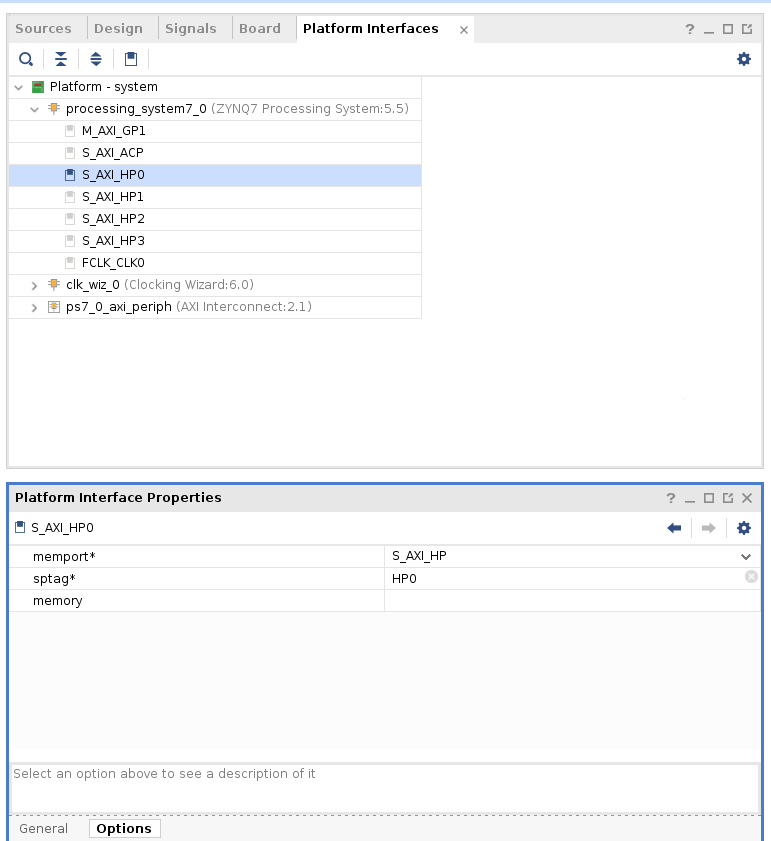 Sources Design Signals Board Platform Interfaces × ?
Platform - system
processing_system7_0 (ZYNQ7 Processing System:5.5)
M_AXI_GP1
S_AXI_ACP
S_AXI_HP0
S_AXI_HP1
S_AXI_HP2
S_AXI_HP3
FCLK_CLK0
clk_wiz_0 (Clocking Wizard:6.0)
ps7_0_axi_periph (AXI Interconnect:2.1)
Platform Interface Properties ?
S_AXI_HP0
memport* S_AXI_HP
sptag* HP0
memory
Select an option above to see a description of it
General Options